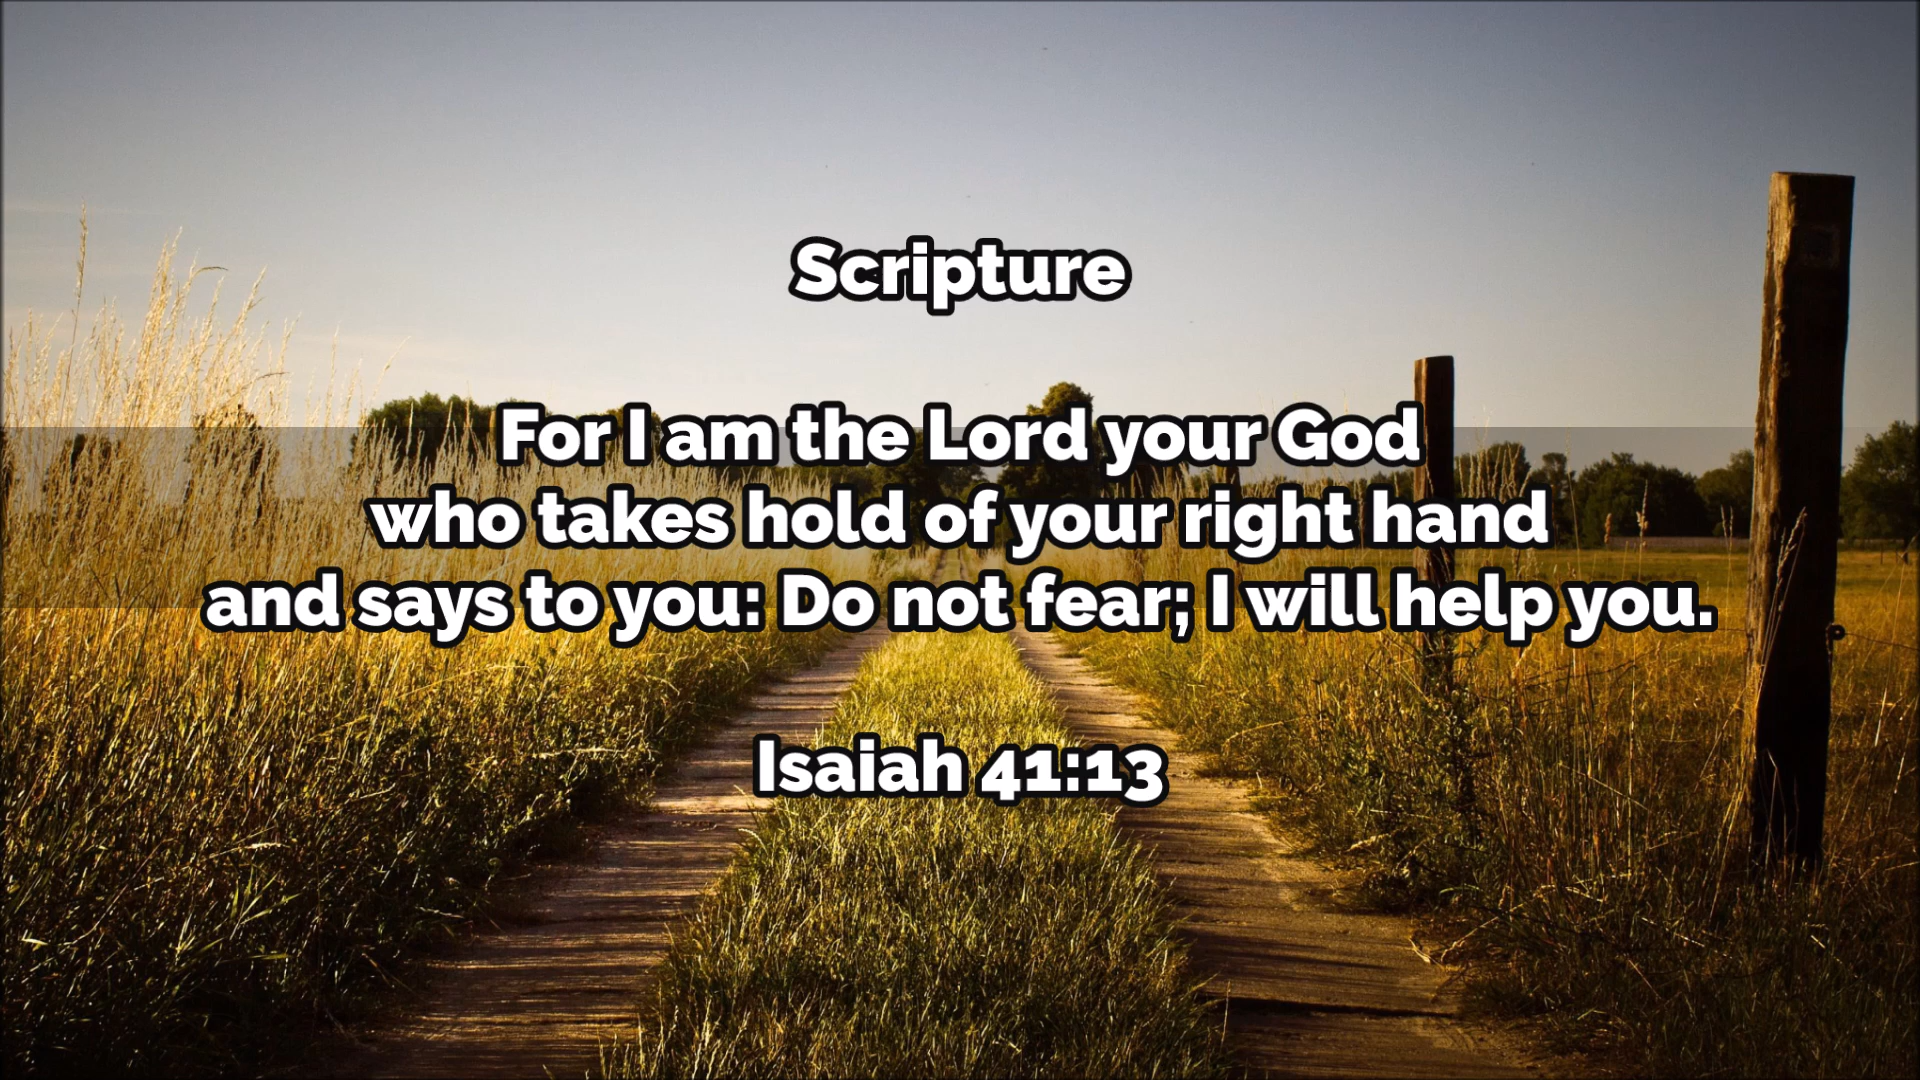 Scripture
For I am the Lord your God
who takes hold of your right hand
and says to you: Do not fear; I will help you.
Isaiah 41:13